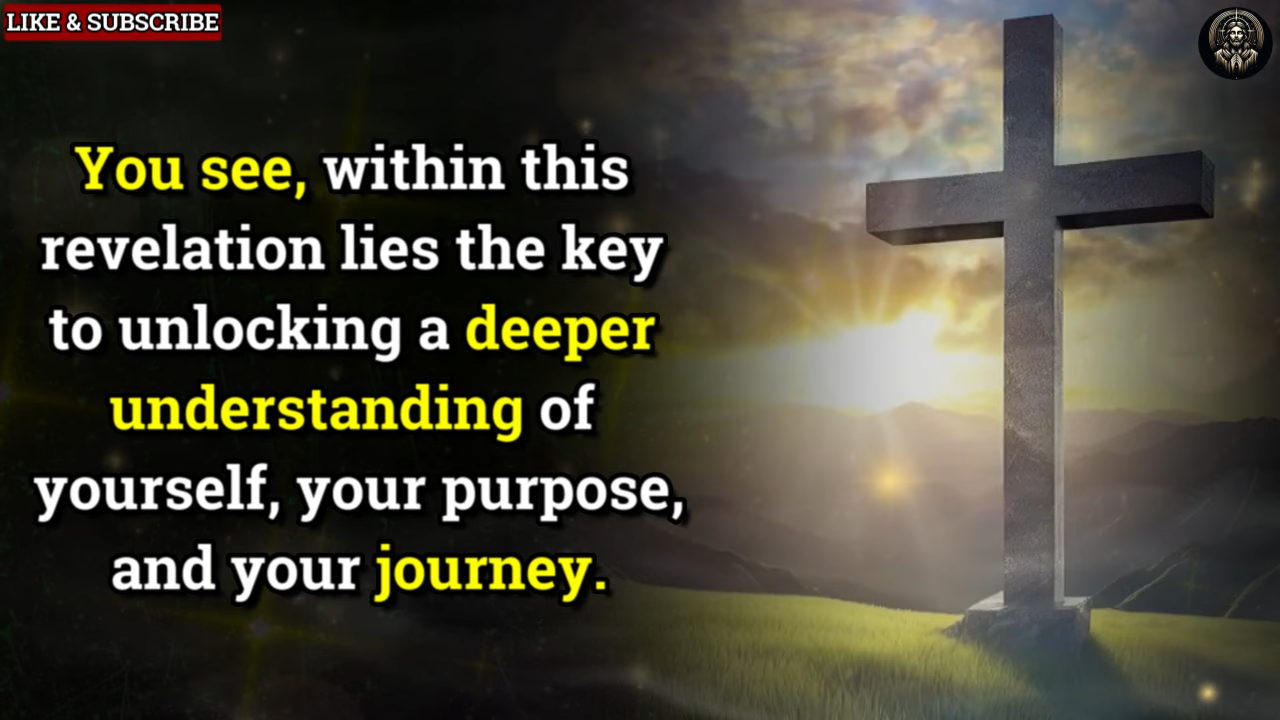 LIKE & SUBSCRIBE
You see, within this
revelation lies the key
to unlocking a deeper
understanding of
yourself, your purpose,
and your journey.